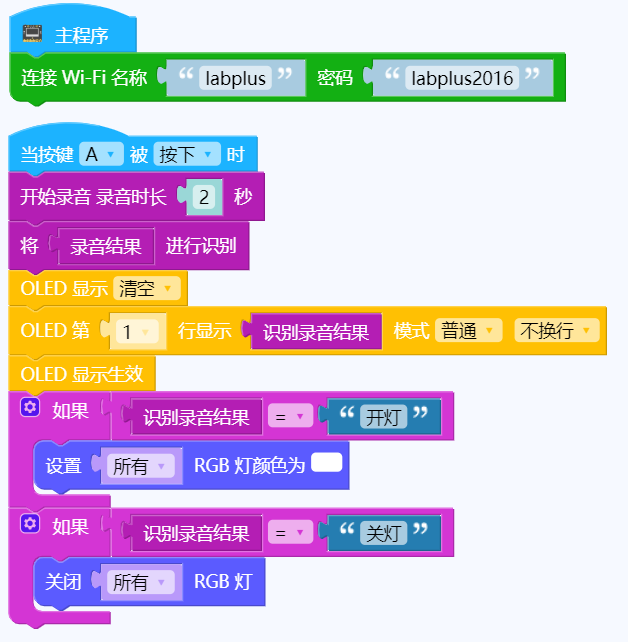 主程序
连接 Wi-Fi 名称 “ labplus ” 密码 “ labplus2016 ”
当按键 A 被 按下 时
开始录音 录音时长 2 秒
将 录音结果 进行识别
OLED 显示 清空
OLED 第 1 行显示 识别录音结果 模式 普通 不换行
OLED 显示生效
如果 识别录音结果 = “ 开灯 ”
设置 所有 RGB 灯颜色为
如果 识别录音结果 = “ 关灯 ”
关闭 所有 RGB 灯